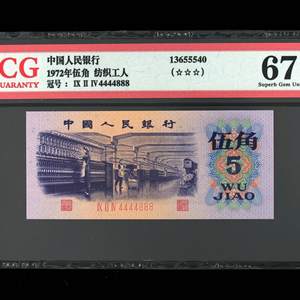 CG
GUARANTY
中国人民银行
1972年伍角 纺织工人
冠号： IX II IV 4444888
13655540
(☆☆☆)
67
Superb Gem Un
中国人民银行
伍角
5
WU
JIAO
IX II IV 4444888